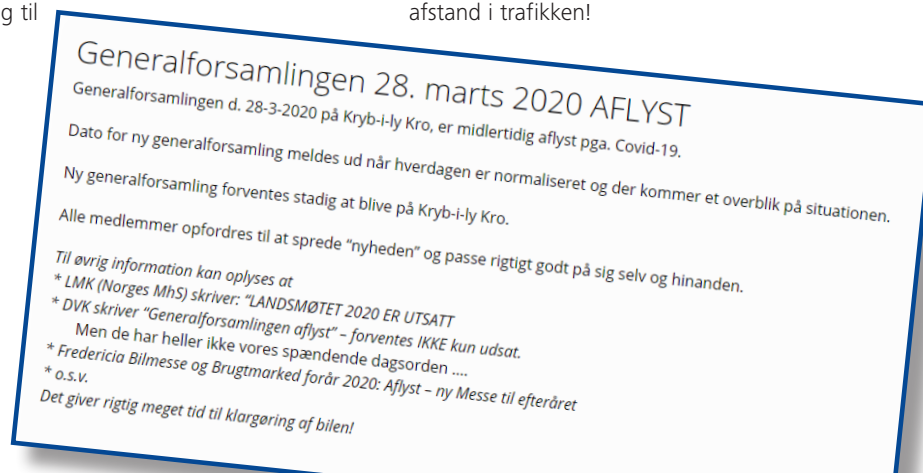 g til
afstand i trafikken!
Generalforsamlingen 28. marts 2020 AFLYST
Generalforsamlingen d. 28-3-2020 på Kryb-i-ly Kro, er midlertidig aflyst pga. Covid-19.
Dato for ny generalforsamling meldes ud når hverdagen er normaliseret og der kommer et overblik på situationen.
Ny generalforsamling forventes stadig at blive på Kryb-i-ly Kro.
Alle medlemmer opfordres til at sprede “nyheden” og passe rigtigt godt på sig selv og hinanden.
Til øvrig information kan oplyses at
* LMK (Norges MhS) skriver: “LANDSMØTET 2020 ER UTSATT
* DVK skriver “Generalforsamlingen aflyst” – forventes IKKE kun udsat.
Men de har heller ikke vores spændende dagsorden ....
* Fredericia Bilmesse og Brugtmarked forår 2020: Aflyst – ny Messe til efteråret
* o.s.v.
Det giver rigtig meget tid til klargøring af bilen!